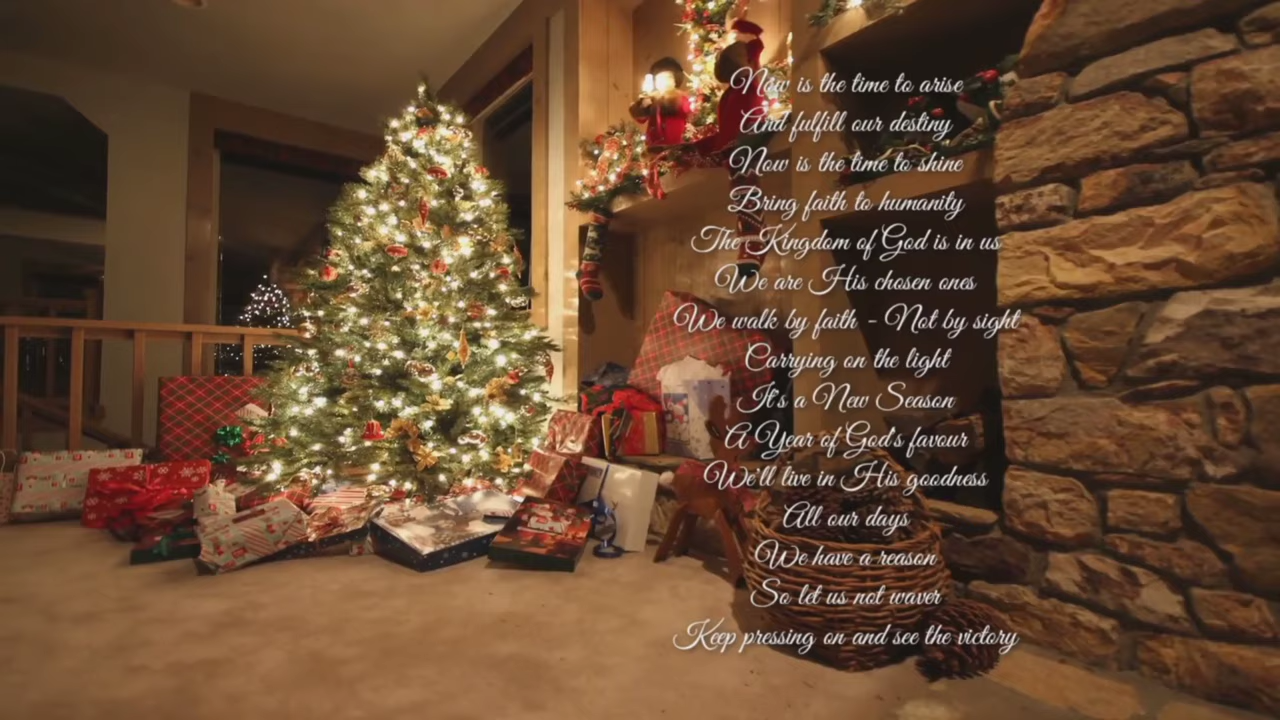 Now is the time to arise
And fulfill our destiny
Now is the time to shine
Bring faith to humanity
The Kingdom of God is in us
We are His chosen ones
We walk by faith - Not by sight
Carrying on the light
It's a New Season
A Year of God's favour
We'll live in His goodness
All our days
We have a reason
So let us not waver
Keep pressing on and see the victory